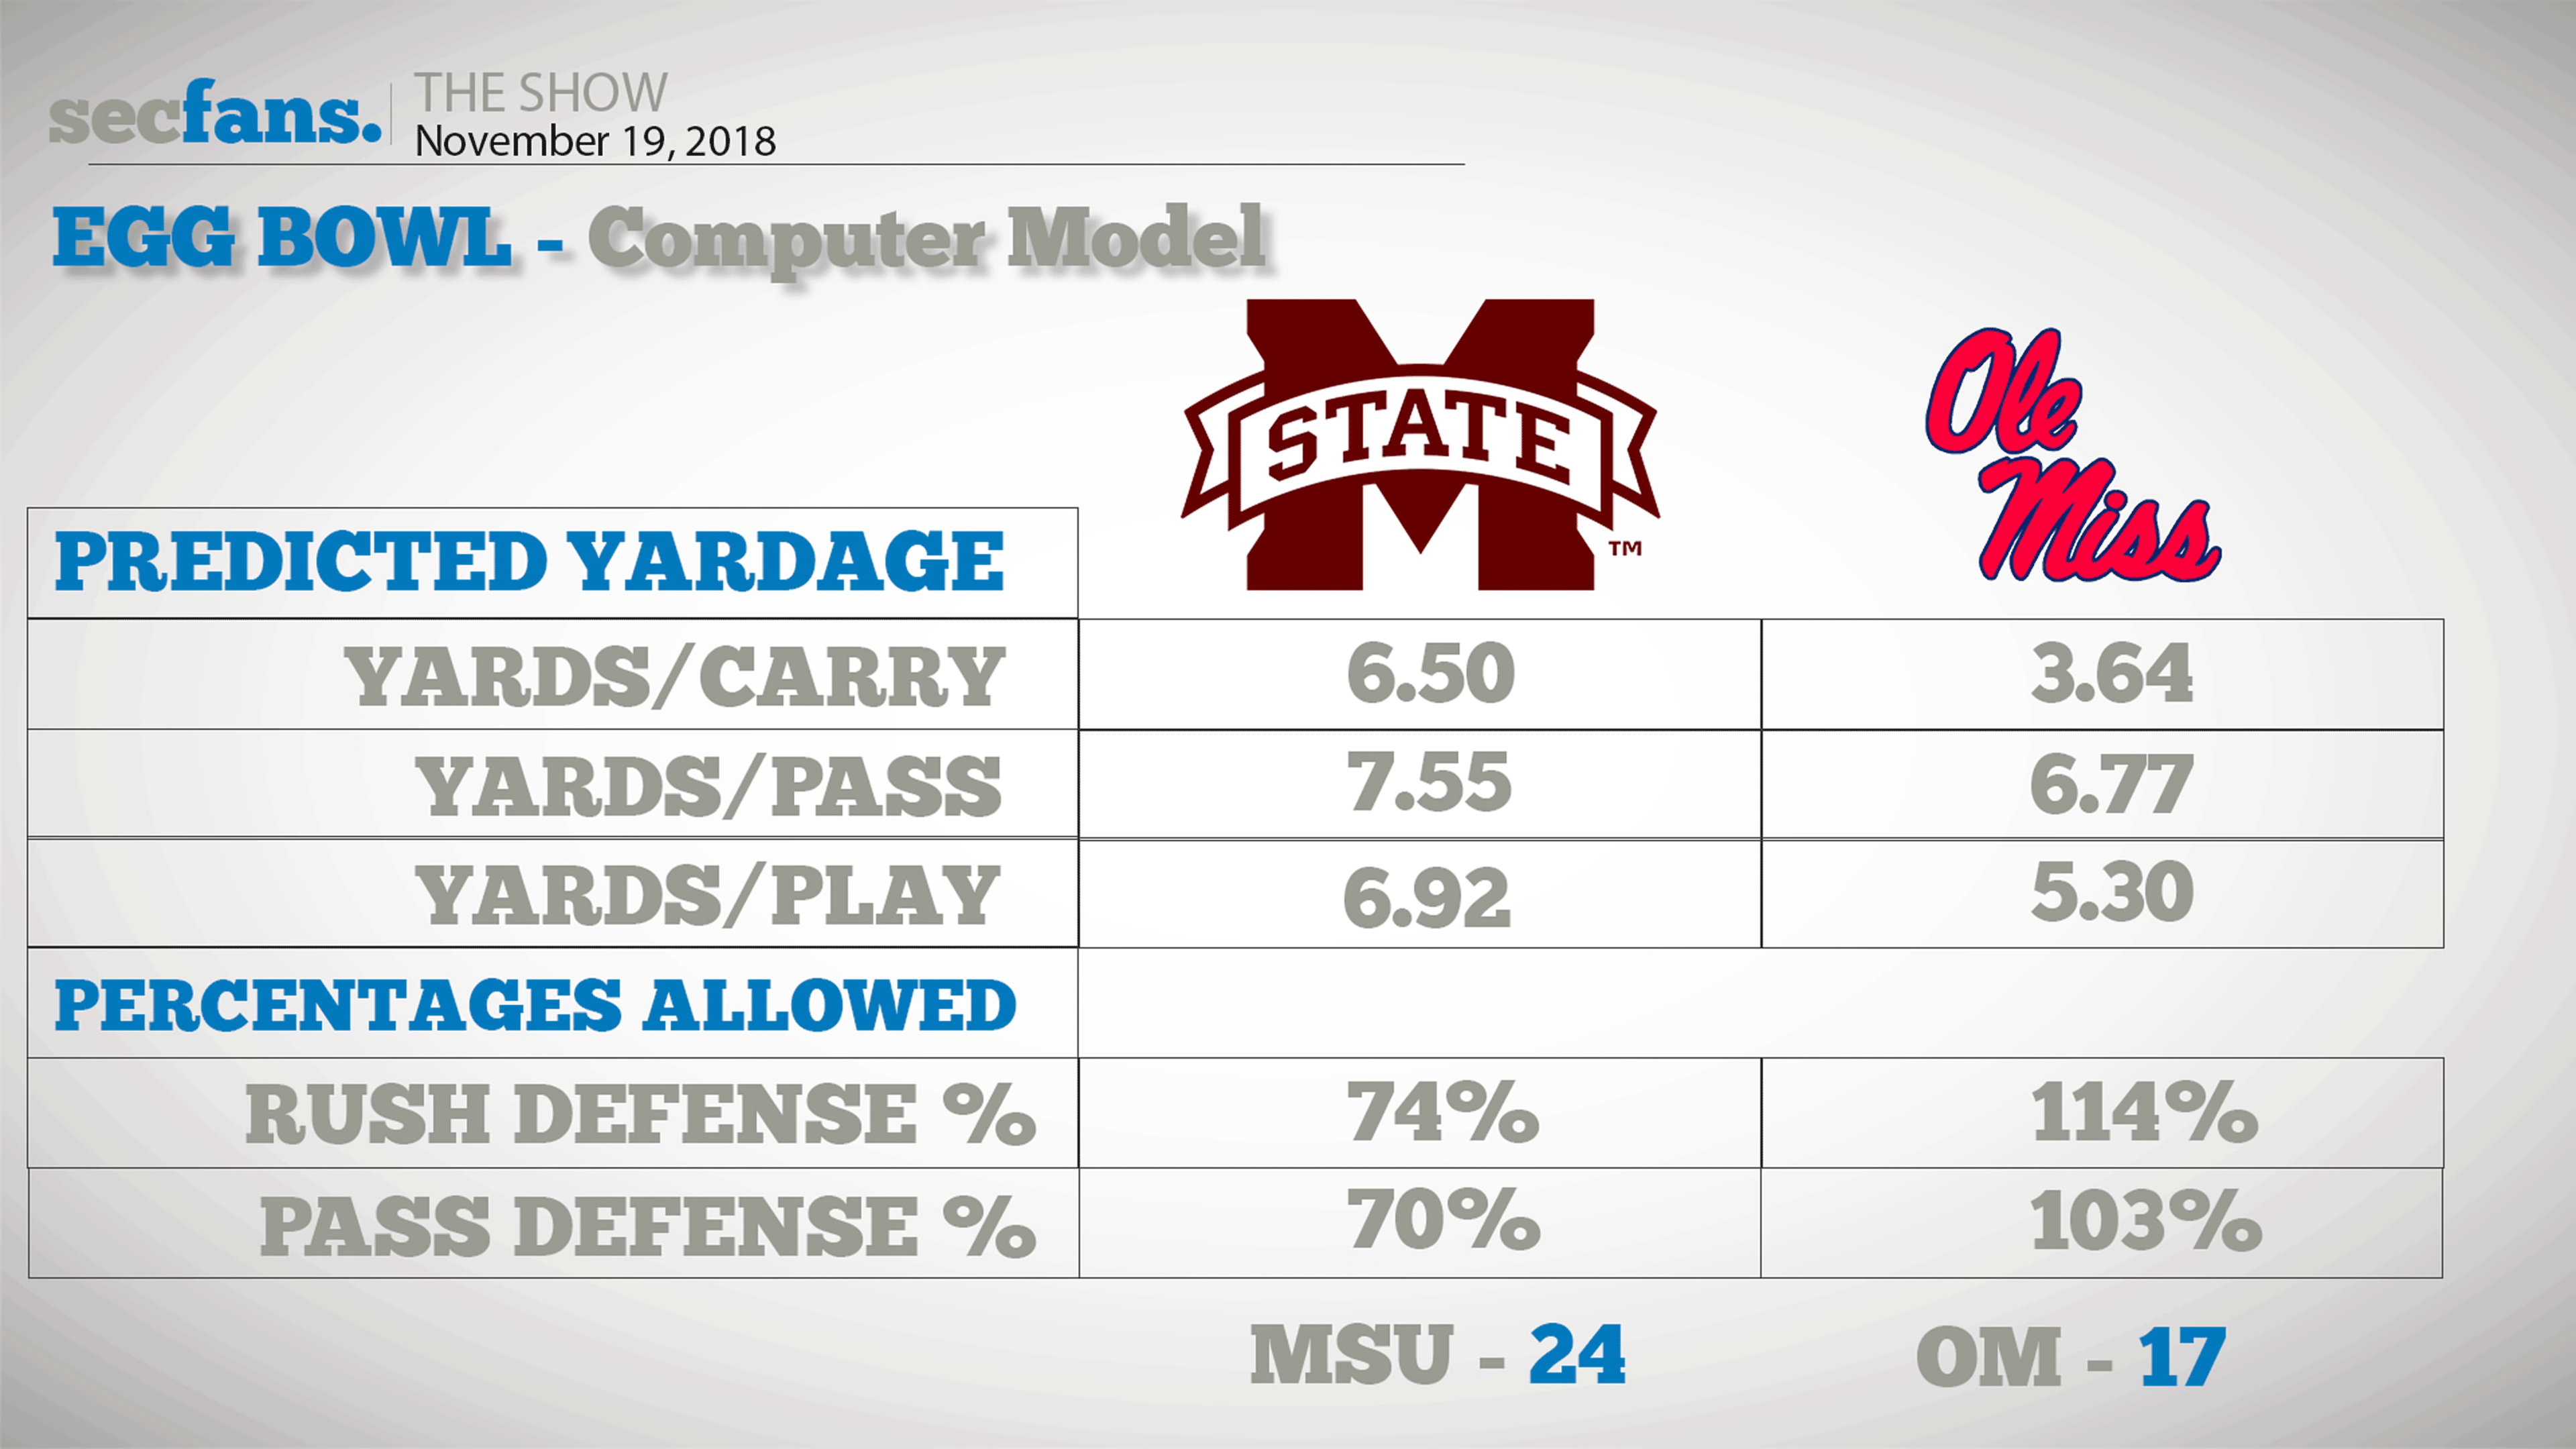 secfans. THE SHOW
November 19, 2018
EGG BOWL - Computer Model
STATE
TM
Ole
Miss
PREDICTED YARDAGE
YARDS/CARRY 6.50 3.64
YARDS/PASS 7.55 6.77
YARDS/PLAY 6.92 5.30
PERCENTAGES ALLOWED
RUSH DEFENSE % 74% 114%
PASS DEFENSE % 70% 103%
MSU - 24 OM - 17